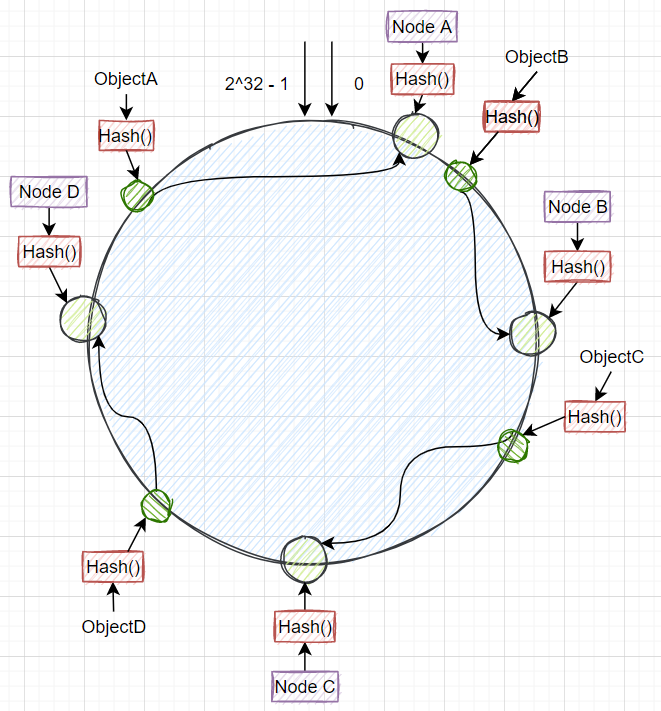 Node A
ObjectB
Hash()
ObjectA
2^32 - 1
0
Hash()
Hash()
Node D
Node B
Hash()
Hash()
ObjectC
Hash()
Hash()
ObjectD
Hash()
Node C